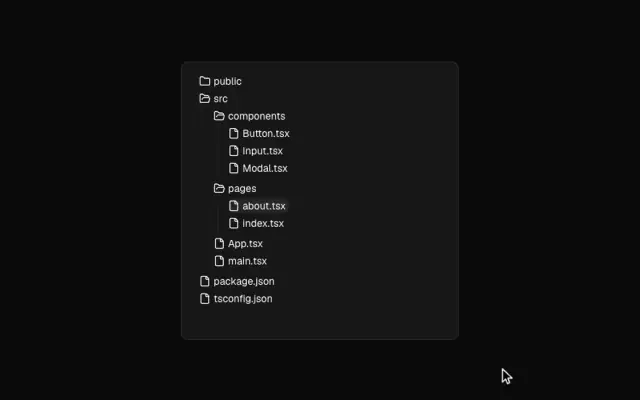 public
src
components
Button.tsx
Input.tsx
Modal.tsx
pages
about.tsx
index.tsx
App.tsx
main.tsx
package.json
tsconfig.json